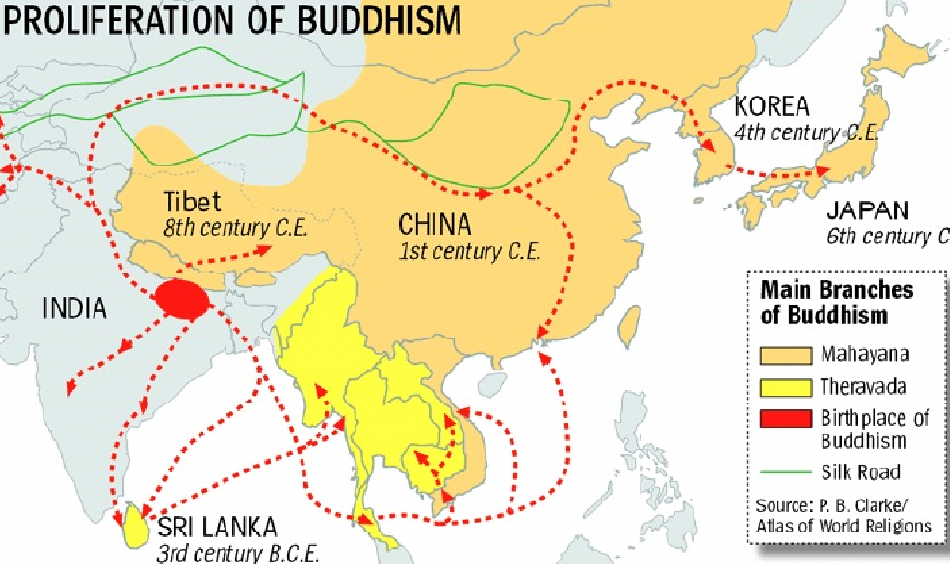 PROLIFERATION OF BUDDHISM
KOREA
4th century C.E.
Tibet
8th century C.E.
CHINA
1st century C.E.
JAPAN
6th century C
INDIA
SRI LANKA
3rd century B.C.E.
Main Branches
of Buddhism
Mahayana
Theravada
Birthplace of
Buddhism
Silk Road
Source: P. B. Clarke/
Atlas of World Religions